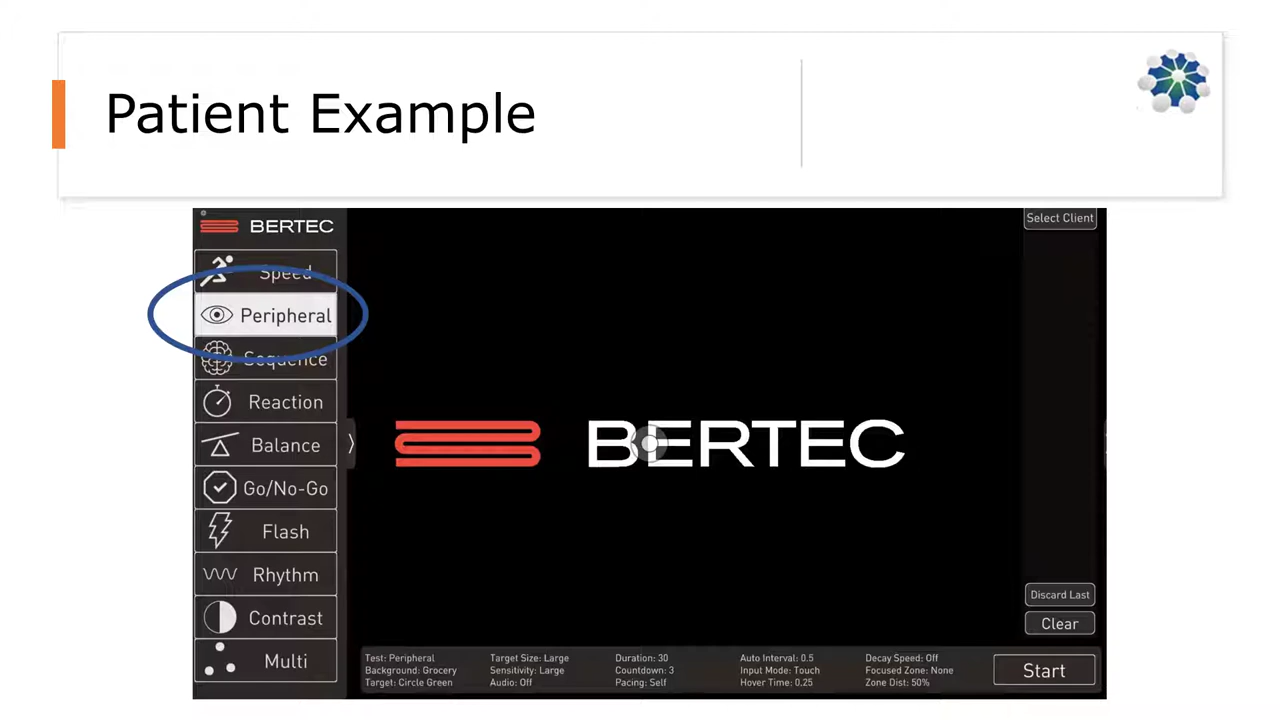 Patient Example
BERTEC
Select Client
Speed
Peripheral
Sequence
Reaction
Balance
Go/No-Go
Flash
Rhythm
Contrast
Multi
BERTEC
Discard Last
Clear
Test: Peripheral
Background: Grocery
Target: Circle Green
Target Size: Large
Sensitivity: Large
Audio: Off
Duration: 30
Countdown: 3
Pacing: Self
Auto Interval: 0.5
Input Mode: Touch
Hover Time: 0.25
Decay Speed: Off
Focused Zone: None
Zone Dist: 50%
Start